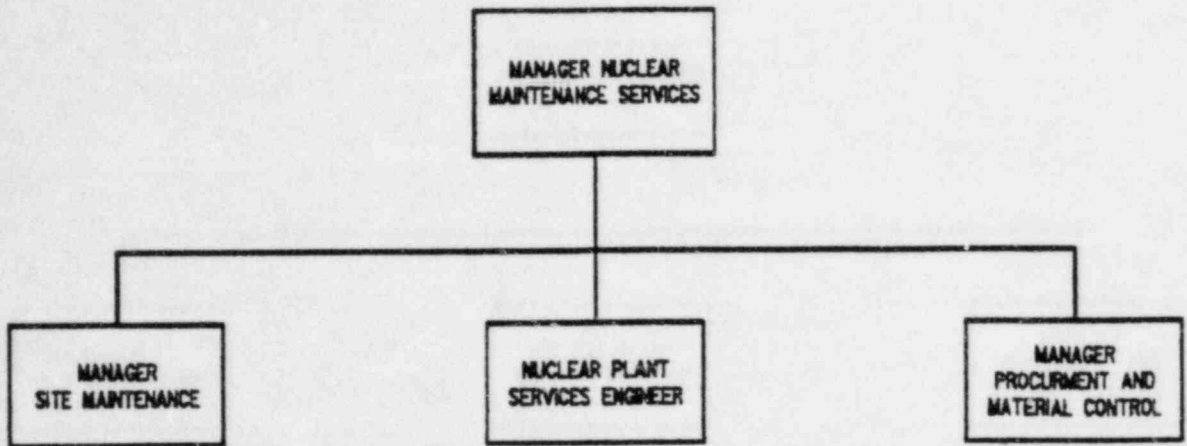 MANAGER NUCLEAR
MAINTENANCE SERVICES
MANAGER
SITE MAINTENANCE
NUCLEAR PLANT
SERVICES ENGINEER
MANAGER
PROCURMENT AND
MATERIAL CONTROL